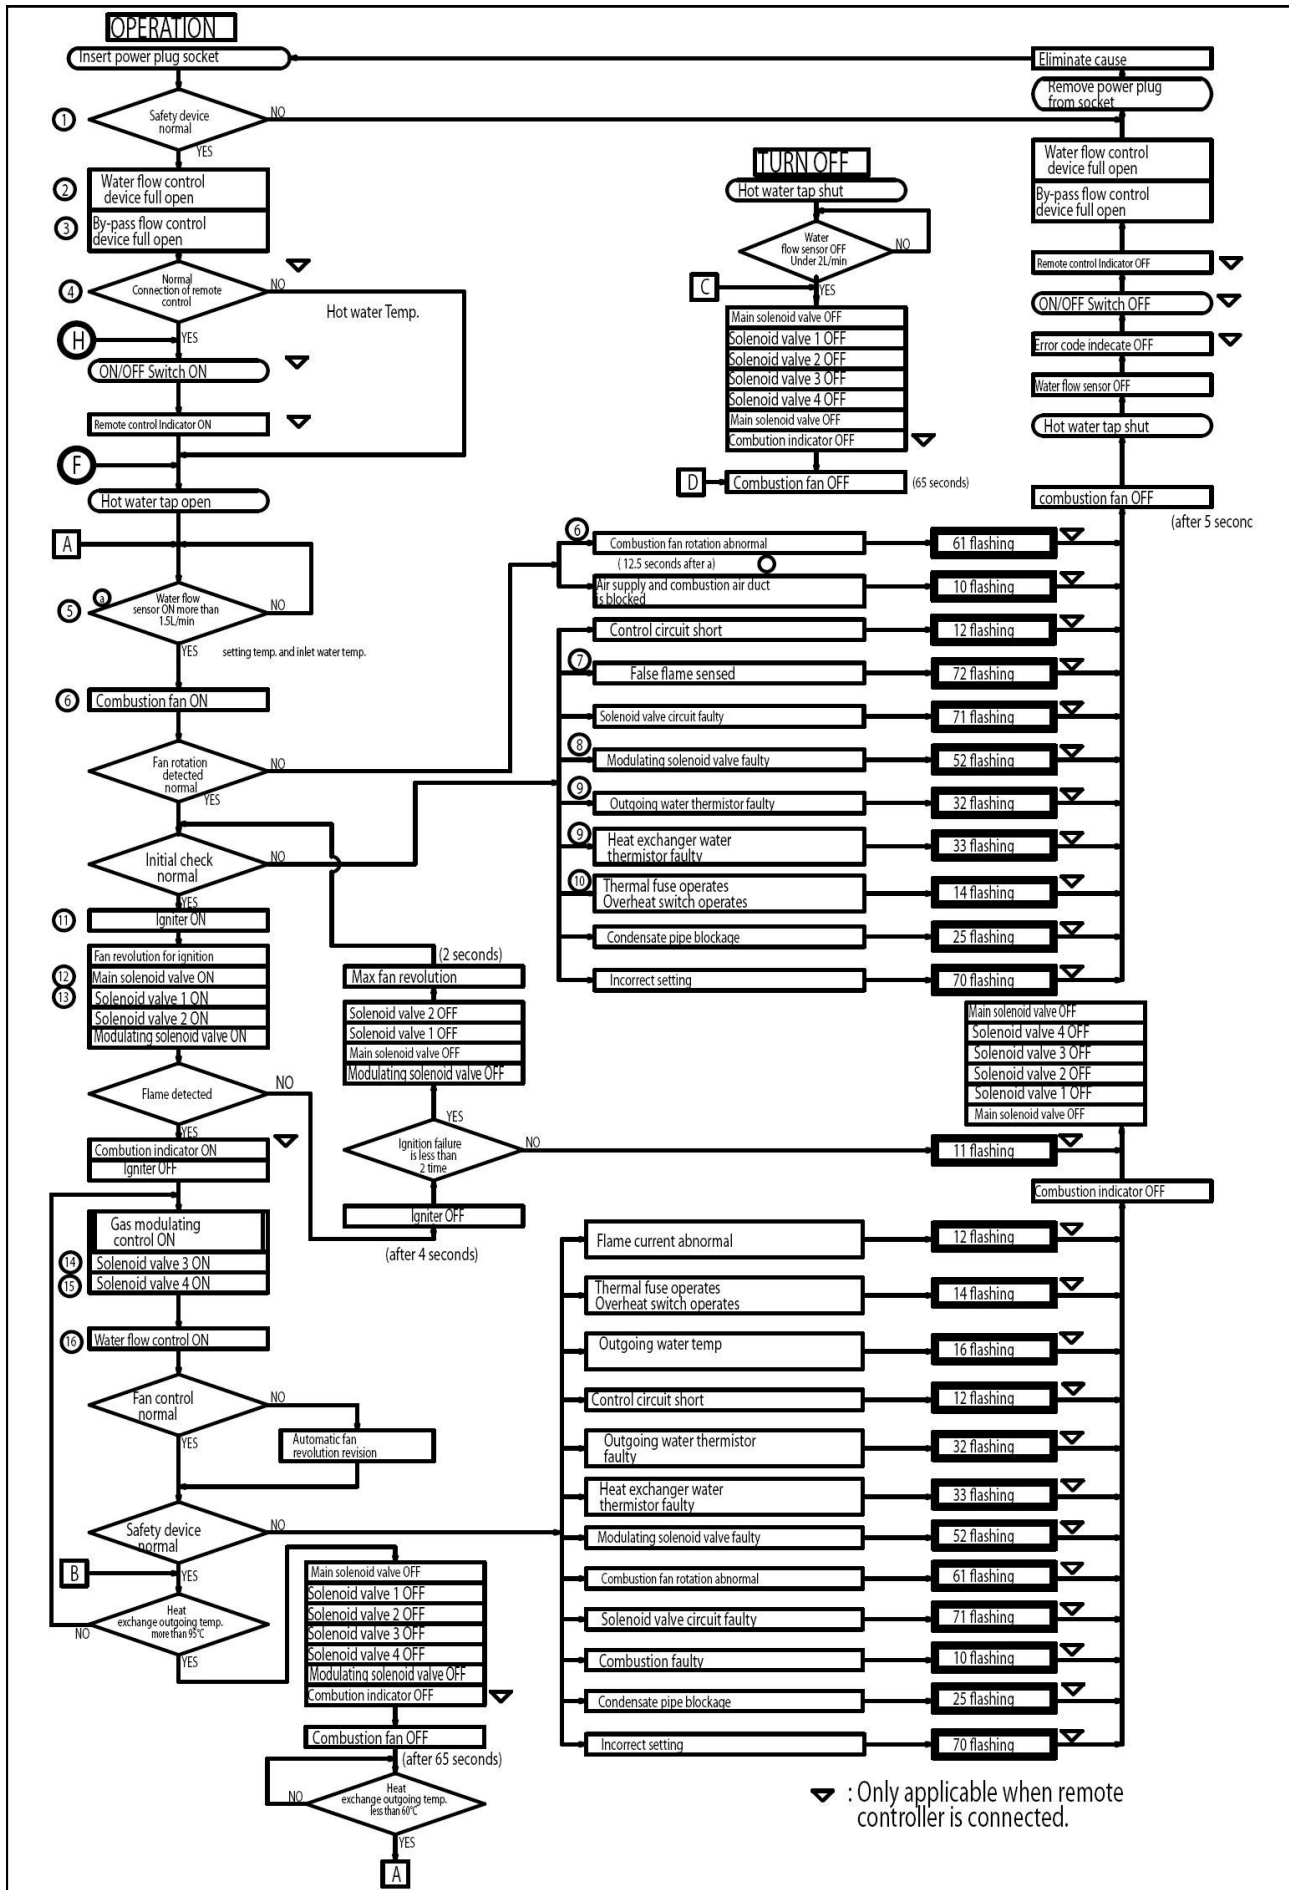 OPERATION
Insert power plug socket
1
Safety device
normal
NO
YES
2
Water flow control
device full open
3
By-pass flow control
device full open
4
Normal
Connection of remote
control
NO
Hot water Temp.
H
YES
ON/OFF Switch ON
Remote control Indicator ON
F
Hot water tap open
A
a
5
Water flow
sensor ON more than
1.5L/min
NO
YES
setting temp. and inlet water temp.
6
Combustion fan ON
Fan rotation
detected
normal
NO
YES
Initial check
normal
NO
YES
11
Igniter ON
Fan revolution for ignition
12
Main solenoid valve ON
13
Solenoid valve 1 ON
Solenoid valve 2 ON
Modulating solenoid valve ON
Flame detected
NO
YES
Combution indicator ON
Igniter OFF
Gas modulating
control ON
14
Solenoid valve 3 ON
15
Solenoid valve 4 ON
16
Water flow control ON
Fan control
normal
NO
YES
Automatic fan
revolution revision
Safety device
normal
NO
B
YES
Heat
exchange outgoing temp.
more than 95°C
NO
YES
Main solenoid valve OFF
Solenoid valve 1 OFF
Solenoid valve 2 OFF
Solenoid valve 3 OFF
Solenoid valve 4 OFF
Modulating solenoid valve OFF
Combution indicator OFF
Combustion fan OFF
(after 65 seconds)
Heat
exchange outgoing temp.
less than 60°C
NO
YES
A
(2 seconds)
Max fan revolution
Solenoid valve 2 OFF
Solenoid valve 1 OFF
Main solenoid valve OFF
Modulating solenoid valve OFF
YES
Ignition failure
is less than
2 time
NO
Igniter OFF
(after 4 seconds)
11 flashing
TURN OFF
Hot water tap shut
Water
flow sensor OFF
Under 2L/min
NO
C
YES
Main solenoid valve OFF
Solenoid valve 1 OFF
Solenoid valve 2 OFF
Solenoid valve 3 OFF
Solenoid valve 4 OFF
Main solenoid valve OFF
Combution indicator OFF
D
Combustion fan OFF
(65 seconds)
6
Combustion fan rotation abnormal
61 flashing
( 12.5 seconds after a)
Air supply and combustion air duct
is blocked
10 flashing
Control circuit short
12 flashing
7
False flame sensed
72 flashing
Solenoid valve circuit faulty
71 flashing
8
Modulating solenoid valve faulty
52 flashing
9
Outgoing water thermistor faulty
32 flashing
9
Heat exchanger water
thermistor faulty
33 flashing
10
Thermal fuse operates
Overheat switch operates
14 flashing
Condensate pipe blockage
25 flashing
Incorrect setting
70 flashing
Flame current abnormal
12 flashing
Thermal fuse operates
Overheat switch operates
14 flashing
Outgoing water temp
16 flashing
Control circuit short
12 flashing
Outgoing water thermistor
faulty
32 flashing
Heat exchanger water
thermistor faulty
33 flashing
Modulating solenoid valve faulty
52 flashing
Combustion fan rotation abnormal
61 flashing
Solenoid valve circuit faulty
71 flashing
Combustion faulty
10 flashing
Condensate pipe blockage
25 flashing
Incorrect setting
70 flashing
Eliminate cause
Remove power plug
from socket
Water flow control
device full open
By-pass flow control
device full open
Remote control Indicator OFF
ON/OFF Switch OFF
Error code indecate OFF
Water flow sensor OFF
Hot water tap shut
combustion fan OFF
(after 5 seconc
Main solenoid valve OFF
Solenoid valve 4 OFF
Solenoid valve 3 OFF
Solenoid valve 2 OFF
Solenoid valve 1 OFF
Main solenoid valve OFF
Combustion indicator OFF
: Only applicable when remote
controller is connected.